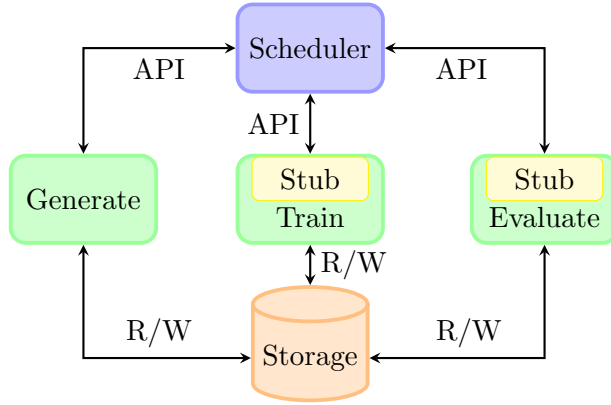 Scheduler
API
API
API
Generate
Stub
Train
Stub
Evaluate
R/W
R/W
R/W
Storage